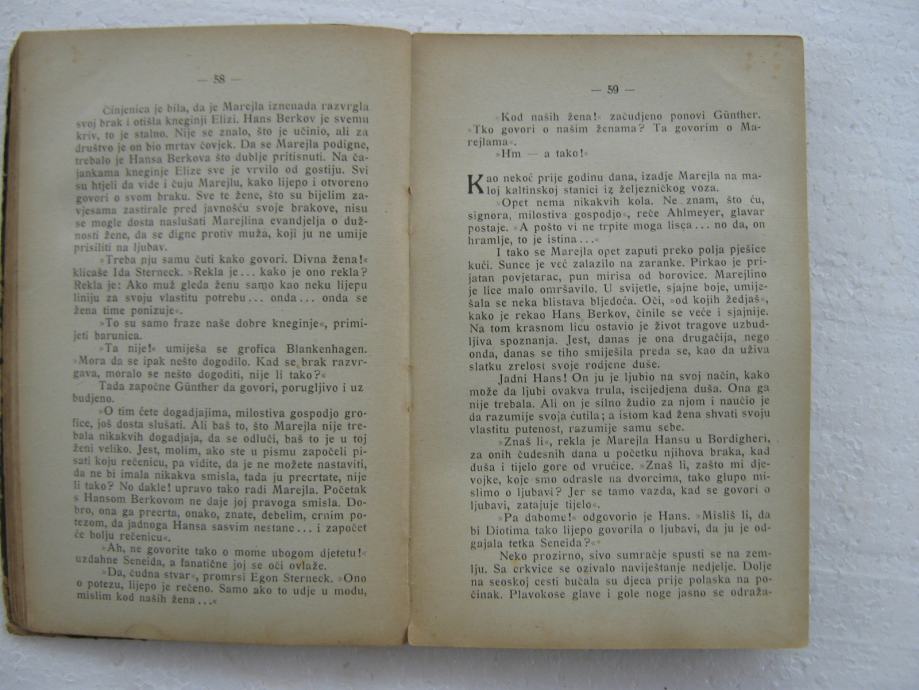 — 58 —
Činjenica je bila, da je Marejla iznenada razvrgla
svoj brak i otišla kneginji Elizi. Hans Berkov je svemu
kriv, to je stalno. Nije se znalo, što je učinio, ali za
društvo je on bio mrtav čovjek. Da se Marejla podigne,
trebalo je Hansa Berkova što dublje pritisnuti. Na ča-
jankama kneginje Elize sve je vrvilo od gostiju. Svi
su htjeli da vide i čuju Marejlu, kako lijepo i otvoreno
govori o svom braku. Sve te žene, što su bijelim za-
vjesama zastirale pred javnošću svoje brakove, nisu
se mogle dosta naslušati Marejlina evandjelja o duž-
nosti žene, da se digne protiv muža, koji ju ne umije
prisiliti na ljubav.
»Treba nju samu čuti kako govori. Divna žena!«
klicaše Ida Sterneck. »Rekla je... kako je ono rekla?
Rekla je: Ako muž gleda ženu samo kao neku lijepu
liniju za svoju vlastitu potrebu... onda... onda se
žena time ponizuje«.
»To su samo fraze naše dobre kneginje«, primi-
jeti barunica.
»Ta nije!« umiješa se grofica Blankenhagen.
»Mora da se ipak nešto dogodilo. Kad se brak razvr-
gava, moralo se nešto dogoditi, nije li tako?«
Tada započne Günther da govori, porugljivo i uz
budjeno.
»O tim ćete dogadjajima, milostiva gospodjo gro-
fice, još dosta slušati. Ali baš to, što Marejla nije tre-
bala nikakvih dogadjaja, da se odluči, baš to je u toj
ženi veliko. Jest, molim, ako ste u pismu započeli pi-
sati koju rečenicu, pa vidite, da je ne možete nastaviti,
da ne bi imala nikakva smisla, tada ju precrtate, nije
li tako? No dakle! upravo tako radi Marejla. Početak
s Hansom Berkovom ne daje joj pravoga smisla. Do-
bro, ona ga precrta, onako, znate, debelim, crnim po-
tezom, da jadnoga Hansa sasvim nestane... i započet
će bolju rečenicu«.
»Ah, ne govorite tako o mome ubogom djetetu!«
uzdahne Seneida, a fanatične joj se oči ovlaže.
»Da, čudna stvar«, promrsi Egon Sterneck. »Ono
o potezu, lijepo je rečeno. Samo ako to udje u modu,
mislim kod naših žena...«
— 59 —
»Kod naših žena!« začudjeno ponovi Günther.
»Tko govori o našim ženama? Ta govorim o Ma-
rejlama«.
»Hm — a tako!«
Kao nekoć prije godinu dana, izadje Marejla na ma-
loj kaltinskoj stanici iz željezničkog voza.
»Opet nema nikakvih kola. Ne znam, što ću,
signora, milostiva gospodjo«, reče Ahlmeyer, glavar
postaje. »A pošto vi ne trpite moga lisca... no da, on
hramlje, to je istina...«
I tako se Marejla opet zaputi preko polja pješice
kući. Sunce je već zalazilo na zaranke. Pirkao je pri-
jatan povjetarac, pun mirisa od borovice. Marejlino
je lice malo omršavilo. U svijetle, sjajne boje, umije-
šala se neka blistava bljedoća. Oči, »od kojih žedjaš«,
kako je rekao Hans Berkov, činile se veće i sjajnije.
Na tom krasnom licu ostavio je život tragove uzbud-
ljiva spoznanja. Jest, danas je ona drugačija, nego
onda, danas se tiho smiješila preda se, kao da uživa
slatku zrelost svoje rodjene duše.
Jadni Hans! On ju je ljubio na svoj način, kako
može da ljubi ovakva trula, iscijedjena duša. Ona ga
nije trebala. Ali on je silno žudio za njom i naučio je
da razumije svoja ćutila; a istom kad žena shvati svoju
vlastitu putenost, razumije samu sebe.
»Znaš li«, rekla je Marejla Hansu u Bordigheri,
za onih čudesnih dana u početku njihova braka, kad
duša i tijelo gore od vrućice. »Znaš li, zašto mi dje-
vojke, koje smo odrasle na dvorcima, tako glupo mi-
slimo o ljubavi? Jer se tamo vazda, kad se govori o
ljubavi, zatajuje tijelo«.
»Pa dabome!« odgovorio je Hans. »Misliš li, da
bi Diotima tako lijepo govorila o ljubavi, da ju je od-
gajala tetka Seneida?«
Neko prozirno, sivo sumračje spusti se na zem-
lju. Sa crkvice se ozivalo naviještanje nedjelje. Dolje
na seoskoj cesti bučala su djeca prije polaska na po-
činak. Plavokose glave i gole noge jasno se odraža-